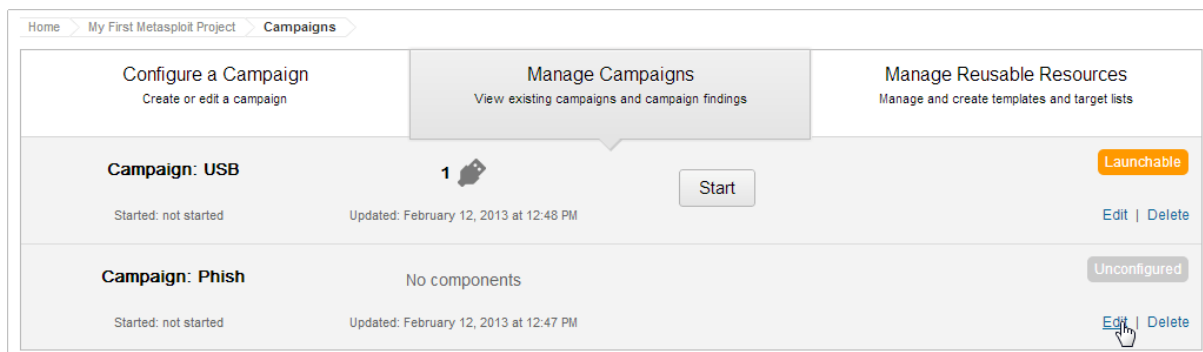 Home My First Metasploit Project Campaigns
Configure a Campaign
Create or edit a campaign
Manage Campaigns
View existing campaigns and campaign findings
Manage Reusable Resources
Manage and create templates and target lists
Campaign: USB
1
Start
Launchable
Started: not started
Updated: February 12, 2013 at 12:48 PM
Edit | Delete
Campaign: Phish
No components
Unconfigured
Started: not started
Updated: February 12, 2013 at 12:47 PM
Edit | Delete